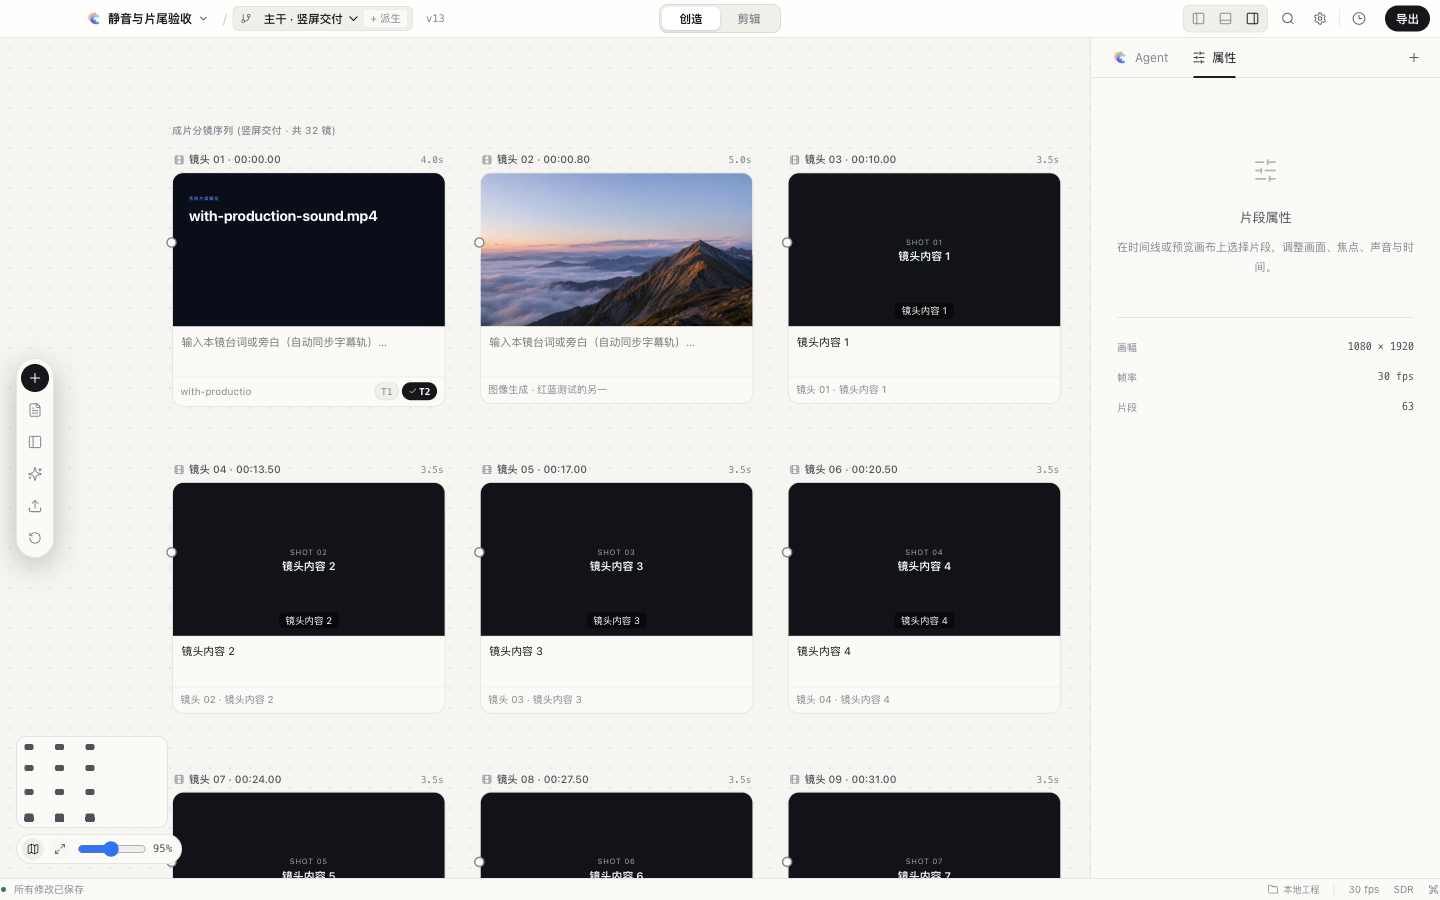 静音与片尾验收
/
主干 · 竖屏交付
+ 派生
v13
创造
剪辑
导出
Agent
属性
成片分镜序列 (竖屏交付 · 共 32 镜)
镜头 01 · 00:00.00
4.0s
with-production-sound.mp4
输入本镜台词或旁白（自动同步字幕轨）...
with-productio
T1
✓ T2
镜头 02 · 00:00.80
5.0s
输入本镜台词或旁白（自动同步字幕轨）...
图像生成 · 红蓝测试的另一
镜头 03 · 00:10.00
3.5s
SHOT 01
镜头内容 1
镜头内容 1
镜头内容 1
镜头 01 · 镜头内容 1
镜头 04 · 00:13.50
3.5s
SHOT 02
镜头内容 2
镜头内容 2
镜头内容 2
镜头 02 · 镜头内容 2
镜头 05 · 00:17.00
3.5s
SHOT 03
镜头内容 3
镜头内容 3
镜头内容 3
镜头 03 · 镜头内容 3
镜头 06 · 00:20.50
3.5s
SHOT 04
镜头内容 4
镜头内容 4
镜头内容 4
镜头 04 · 镜头内容 4
镜头 07 · 00:24.00
3.5s
SHOT 05
镜头内容 5
镜头 08 · 00:27.50
3.5s
SHOT 06
镜头内容 6
镜头 09 · 00:31.00
3.5s
SHOT 07
镜头内容 7
片段属性
在时间线或预览画布上选择片段，调整画面、焦点、声音与时
间。
画幅
1080 × 1920
帧率
30 fps
片段
63
95%
所有修改已保存
本地工程
30 fps
SDR
⌘